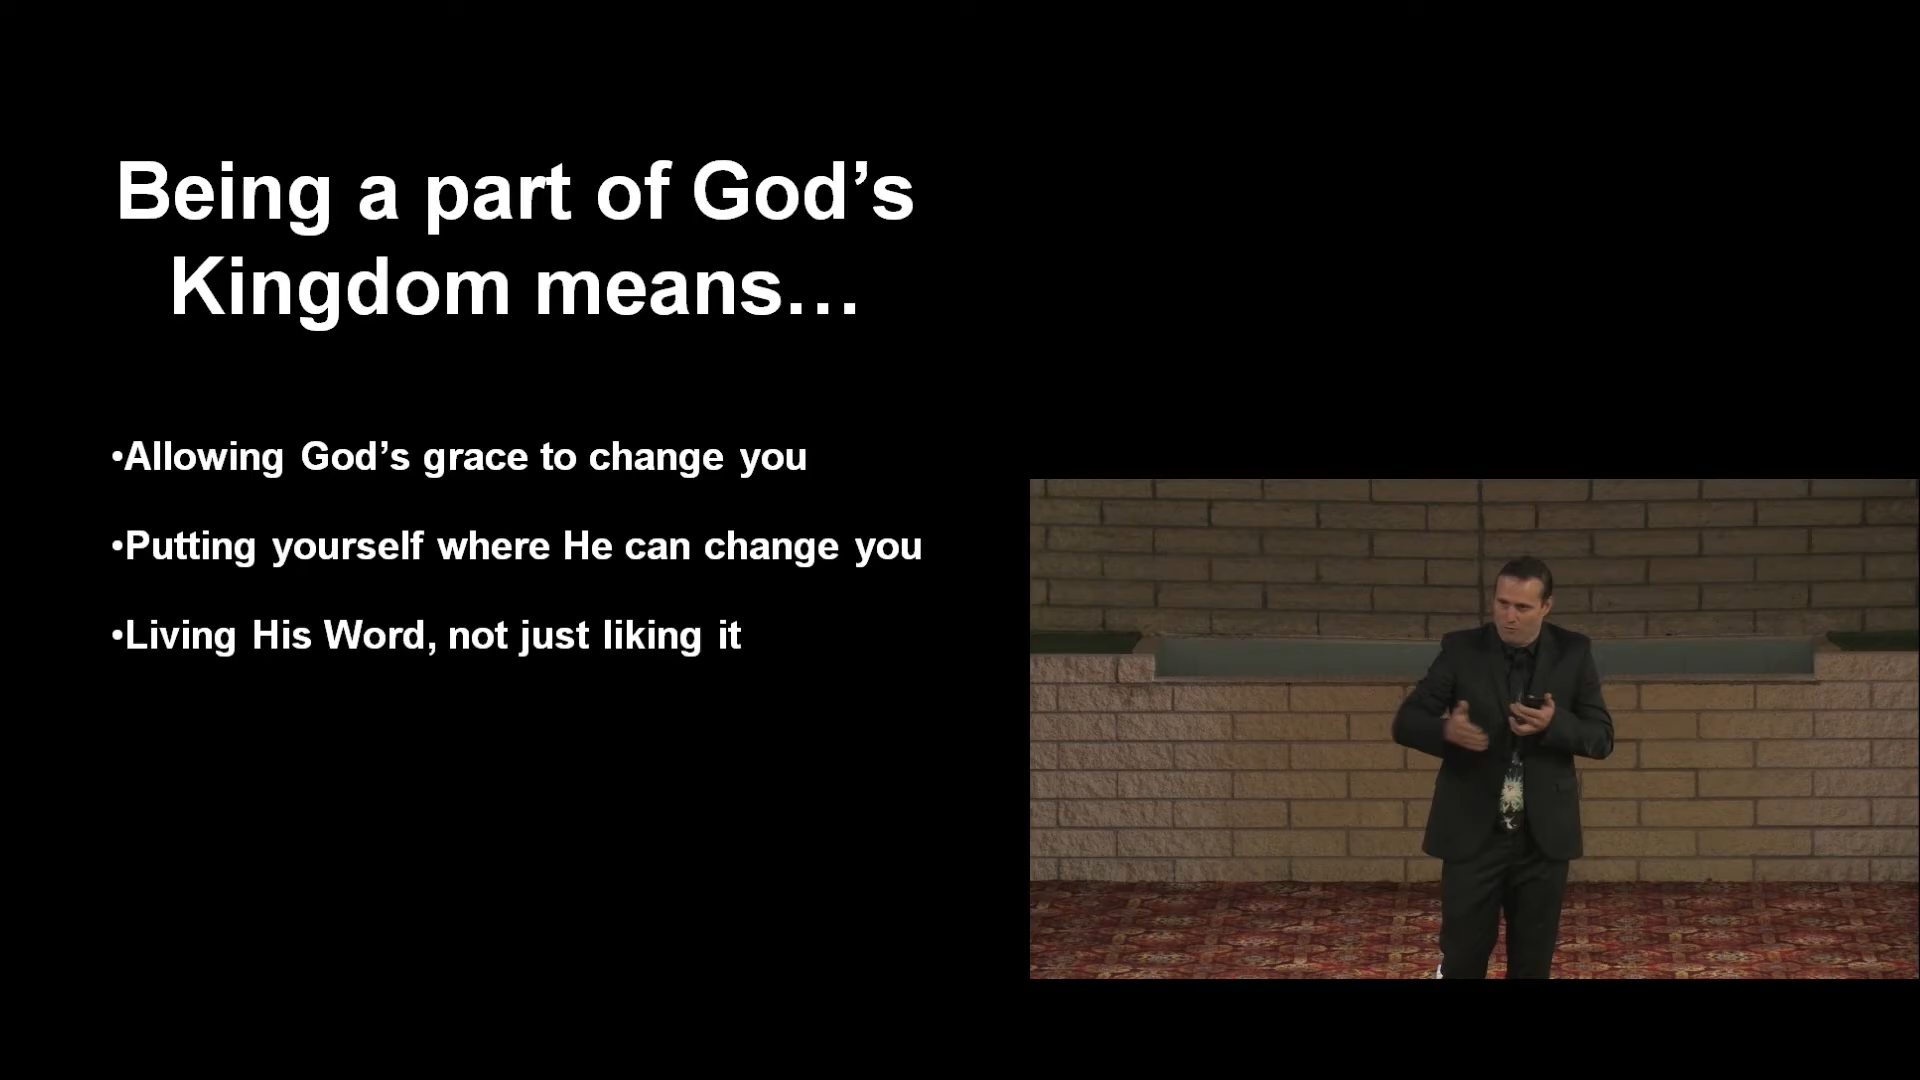 Being a part of God’s
Kingdom means…
•Allowing God’s grace to change you
•Putting yourself where He can change you
•Living His Word, not just liking it